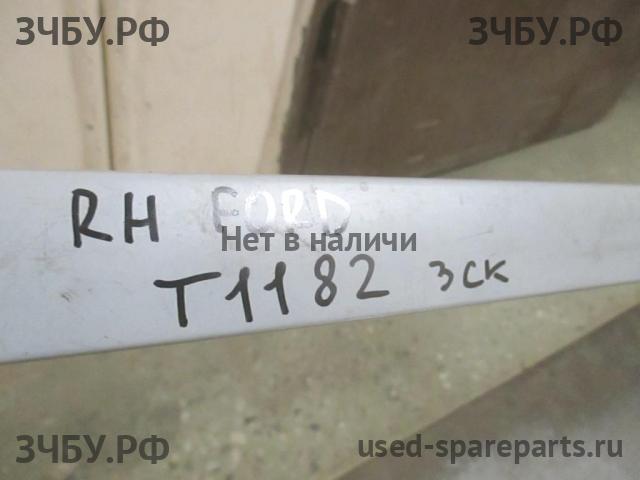 ЗЧБУ.РФ ЗЧБУ.РФ
RH FORD
Нет в наличи
T1182 зск
ЗЧБУ.РФ used-spareparts.ru